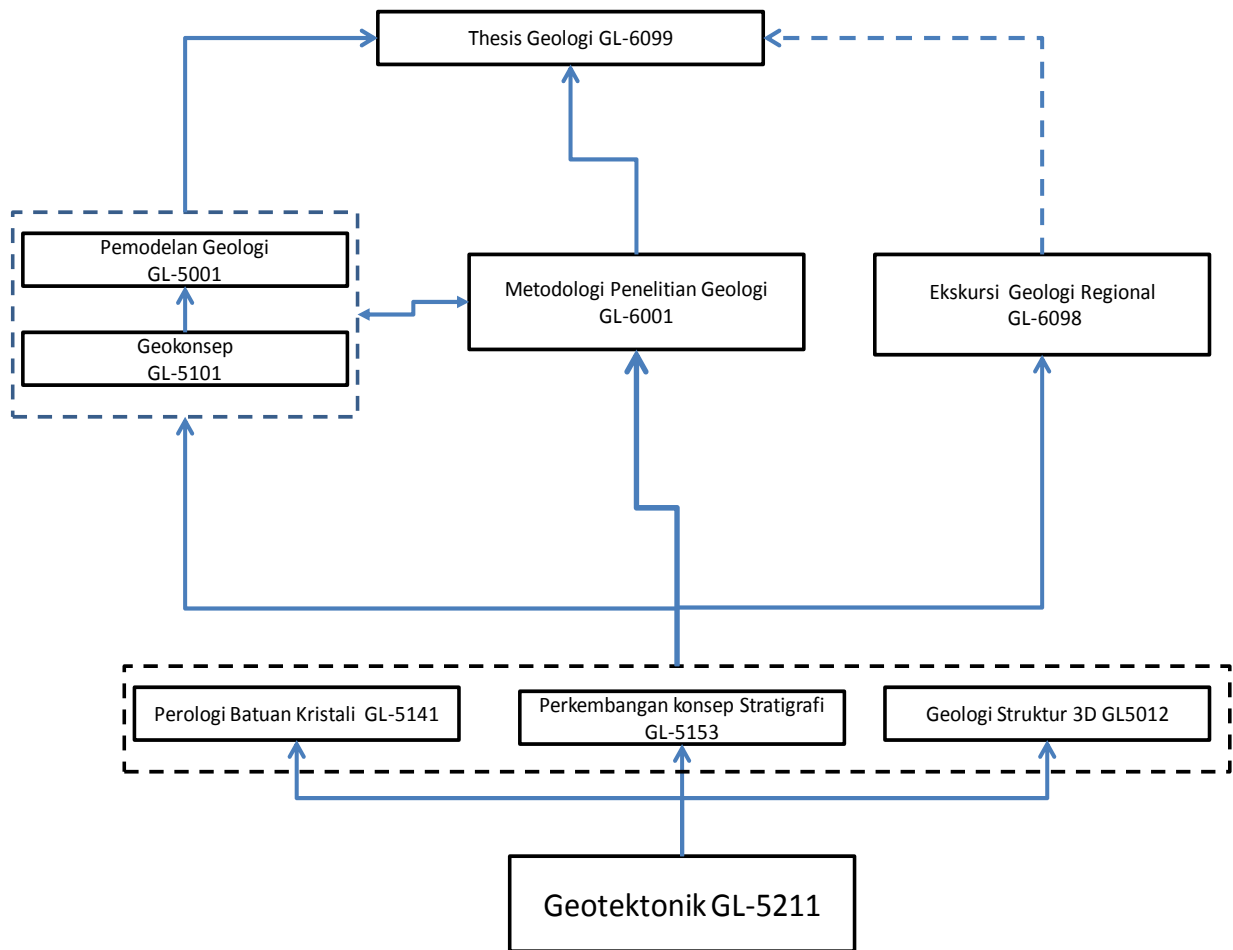 Thesis Geologi GL-6099
Pemodelan Geologi
GL-5001
Geokonsep
GL-5101
Metodologi Penelitian Geologi
GL-6001
Ekskursi Geologi Regional
GL-6098
Perologi Batuan Kristali GL-5141
Perkembangan konsep Stratigrafi
GL-5153
Geologi Struktur 3D GL5012
Geotektonik GL-5211